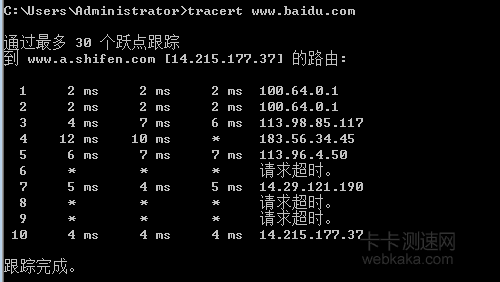 C:\Users\Administrator>tracert www.baidu.com
通过最多 30 个跃点跟踪
到 www.a.shifen.com [14.215.177.37] 的路由:
1 2 ms 2 ms 2 ms 100.64.0.1
2 2 ms 2 ms 2 ms 100.64.0.1
3 4 ms 7 ms 6 ms 113.98.85.117
4 12 ms 10 ms * 183.56.34.45
5 6 ms 7 ms 7 ms 113.96.4.50
6 * * * 请求超时。
7 5 ms 4 ms 5 ms 14.29.121.190
8 * * * 请求超时。
9 * * * 请求超时。
10 4 ms 4 ms 4 ms 14.215.177.37
跟踪完成。
卡卡测速网
webkaka.com